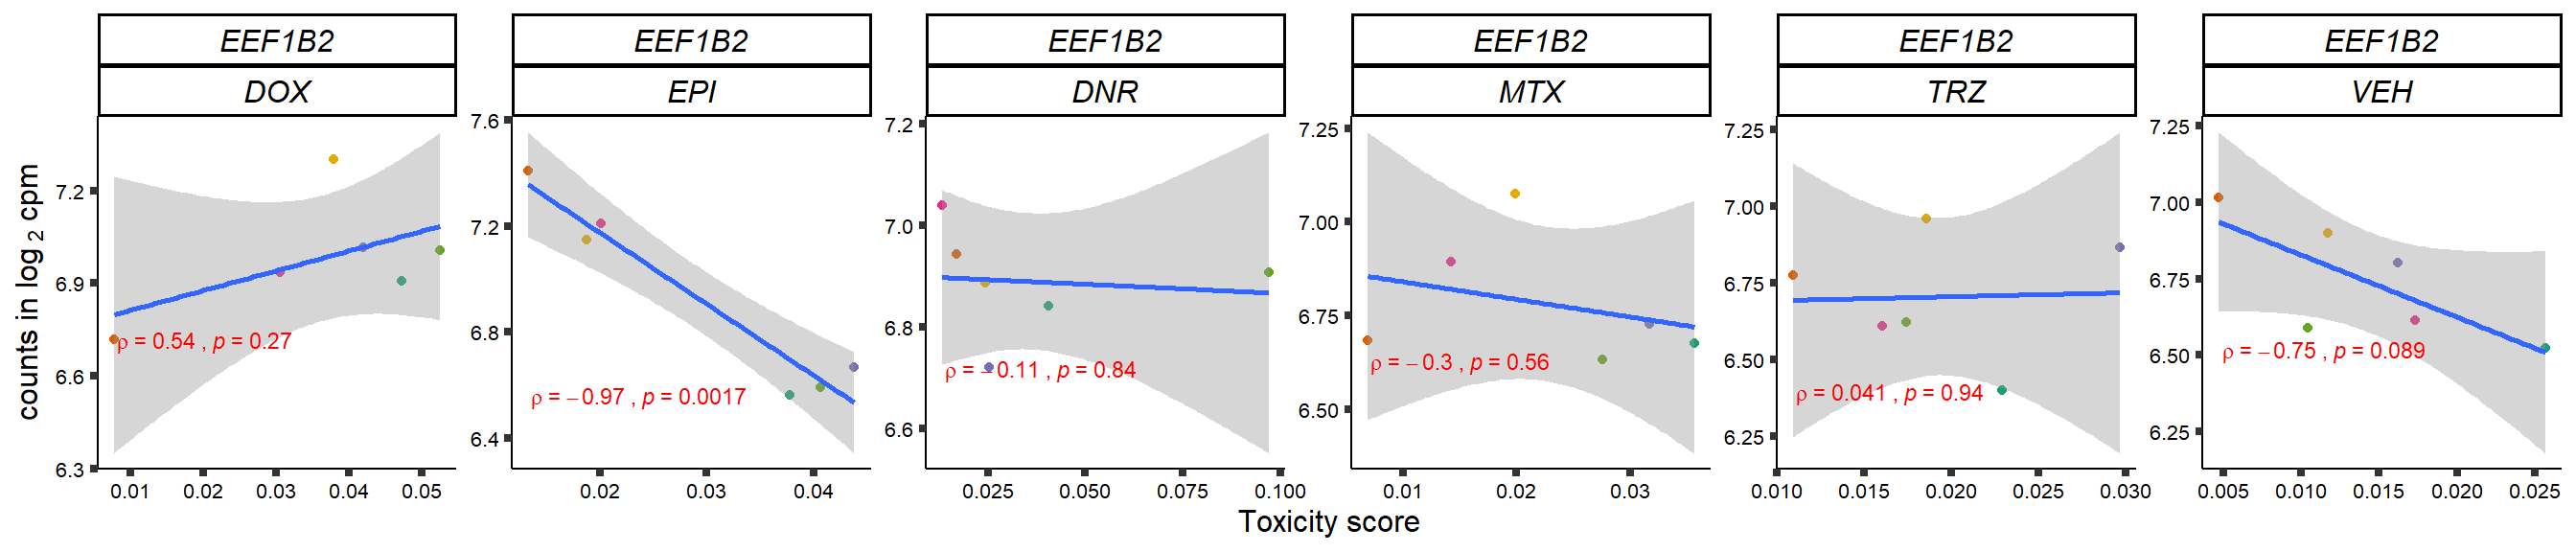 EEF1B2 EEF1B2 EEF1B2 EEF1B2 EEF1B2 EEF1B2
DOX EPI DNR MTX TRZ VEH
counts in log 2 cpm
7.2
6.9
6.6
6.3
ρ = 0.54 , p = 0.27
0.01 0.02 0.03 0.04 0.05
7.6
7.2
6.8
6.4
ρ = −0.97 , p = 0.0017
0.02 0.03 0.04
7.2
7.0
6.8
6.6
ρ = −0.11 , p = 0.84
0.025 0.050 0.075 0.100
7.25
7.00
6.75
6.50
ρ = −0.3 , p = 0.56
0.01 0.02 0.03
7.25
7.00
6.75
6.50
6.25
ρ = 0.041 , p = 0.94
0.010 0.015 0.020 0.025 0.030
7.25
7.00
6.75
6.50
6.25
ρ = −0.75 , p = 0.089
0.005 0.010 0.015 0.020 0.025
Toxicity score